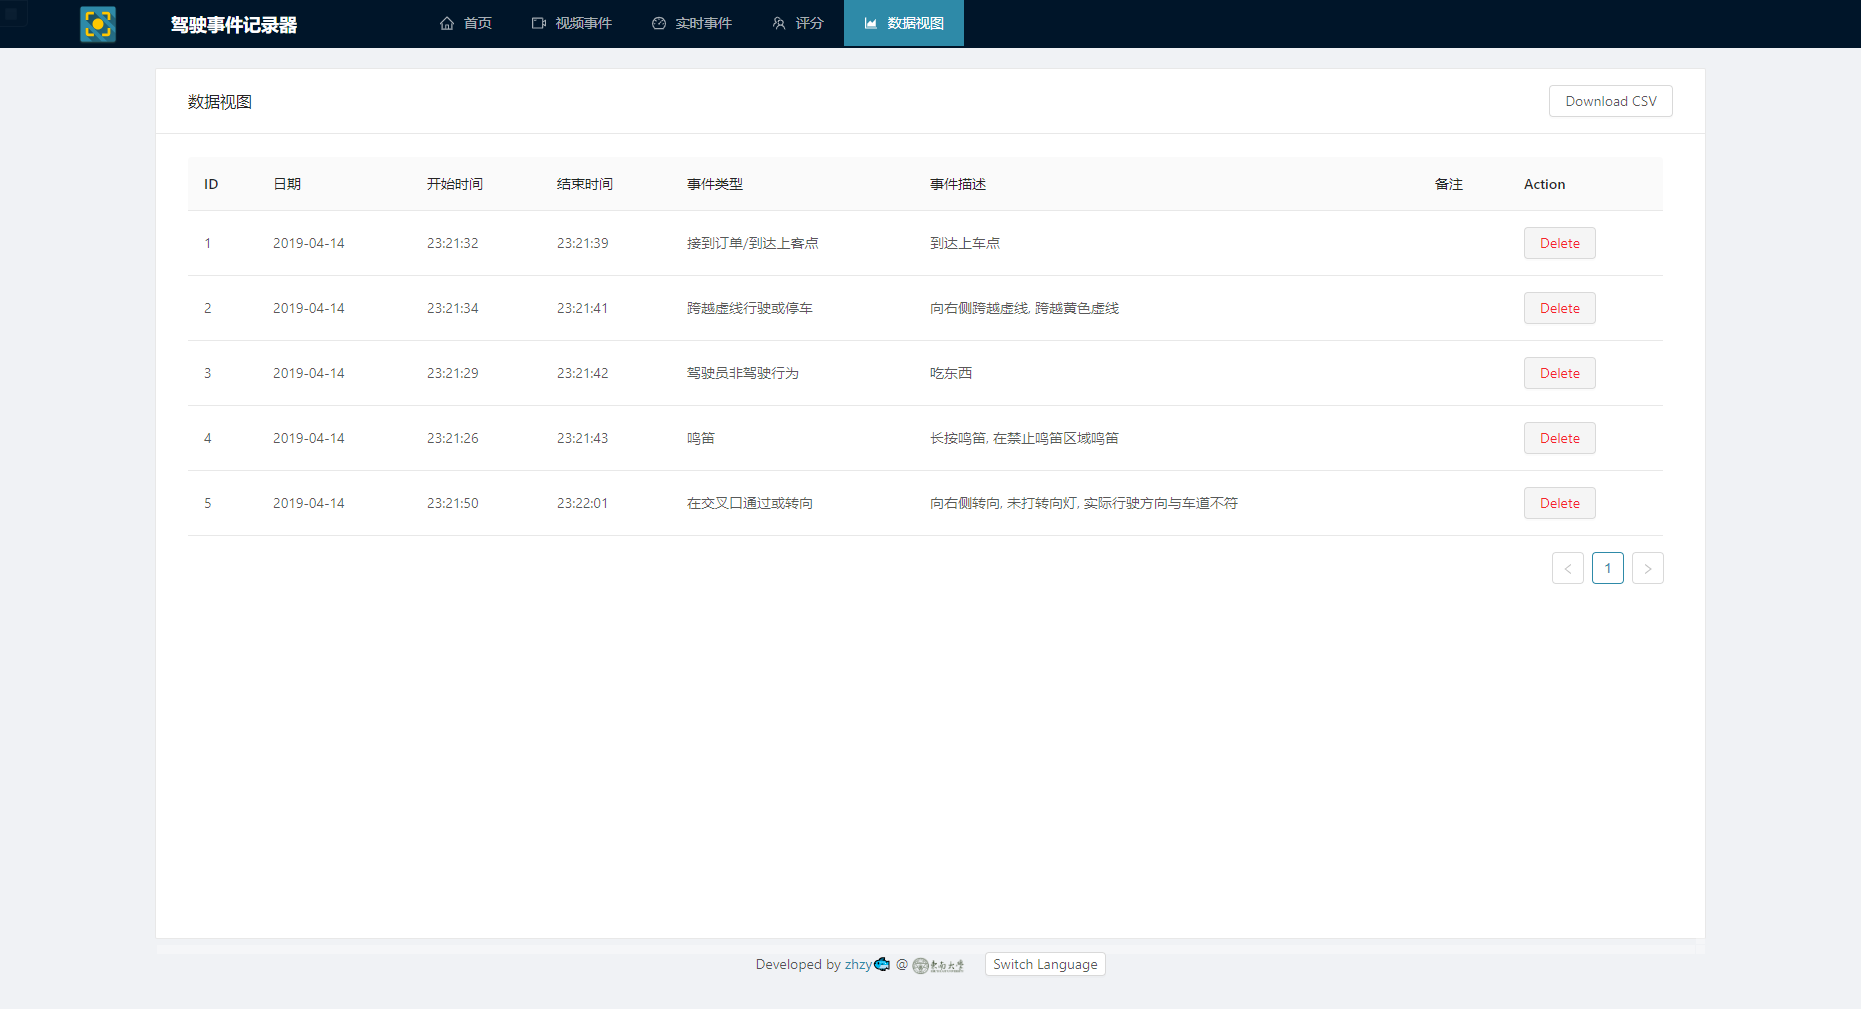 驾驶事件记录器 首页 视频事件 实时事件 评分 数据视图
数据视图 Download CSV
ID 日期 开始时间 结束时间 事件类型 事件描述 备注 Action
1 2019-04-14 23:21:32 23:21:39 接到订单/到达上客点 到达上车点 Delete
2 2019-04-14 23:21:34 23:21:41 跨越虚线行驶或停车 向右侧跨越虚线, 跨越黄色虚线 Delete
3 2019-04-14 23:21:29 23:21:42 驾驶员非驾驶行为 吃东西 Delete
4 2019-04-14 23:21:26 23:21:43 鸣笛 长按鸣笛, 在禁止鸣笛区域鸣笛 Delete
5 2019-04-14 23:21:50 23:22:01 在交叉口通过或转向 向右侧转向, 未打转向灯, 实际行驶方向与车道不符 Delete
< 1 >
Developed by zhzy @ 东南大学 Switch Language